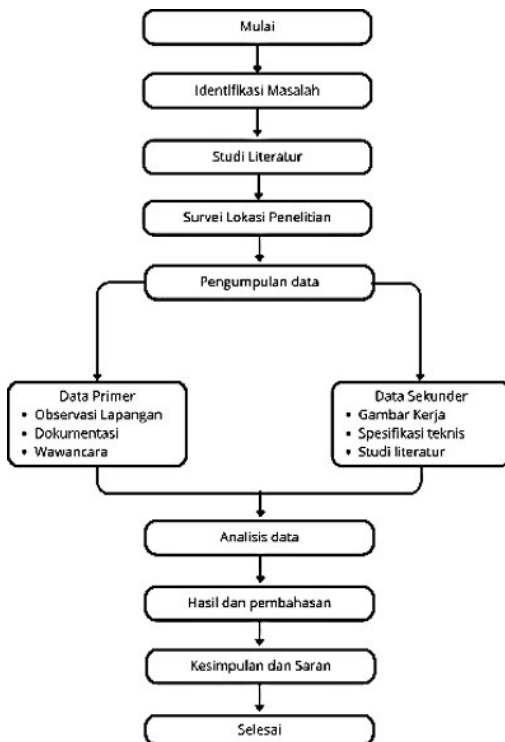 Mulai
Identifikasi Masalah
Studi Literatur
Survei Lokasi Penelitian
Pengumpulan data
Data Primer
• Observasi Lapangan
• Dokumentasi
• Wawancara
Data Sekunder
• Gambar Kerja
• Spesifikasi teknis
• Studi literatur
Analisis data
Hasil dan pembahasan
Kesimpulan dan Saran
Selesai